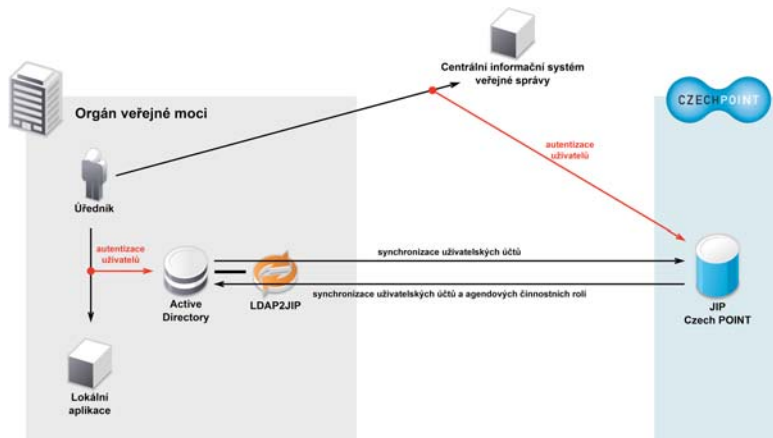 Centrální informační systém
veřejné správy
CZECHPOINT
Orgán veřejné moci
autentizace
uživatelů
Úředník
autentizace
uživatelů
synchronizace uživatelských účtů
Active
Directory
LDAP2JIP
synchronizace uživatelských účtů a agendových činnostních rolí
JIP
Czech POINT
Lokální
aplikace